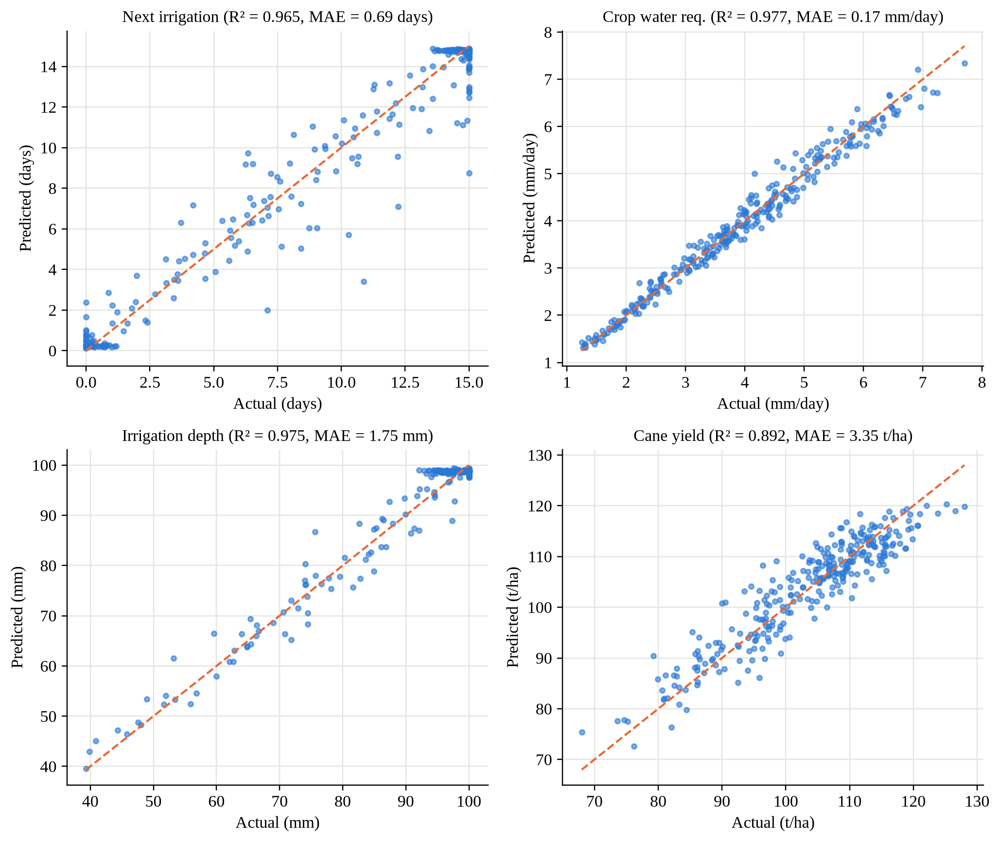 Next irrigation (R² = 0.965, MAE = 0.69 days)
Predicted (days)
14
12
10
8
6
4
2
0
0.0 2.5 5.0 7.5 10.0 12.5 15.0
Actual (days)
Crop water req. (R² = 0.977, MAE = 0.17 mm/day)
Predicted (mm/day)
8
7
6
5
4
3
2
1
1 2 3 4 5 6 7 8
Actual (mm/day)
Irrigation depth (R² = 0.975, MAE = 1.75 mm)
Predicted (mm)
100
90
80
70
60
50
40
40 50 60 70 80 90 100
Actual (mm)
Cane yield (R² = 0.892, MAE = 3.35 t/ha)
Predicted (t/ha)
130
120
110
100
90
80
70
70 80 90 100 110 120 130
Actual (t/ha)